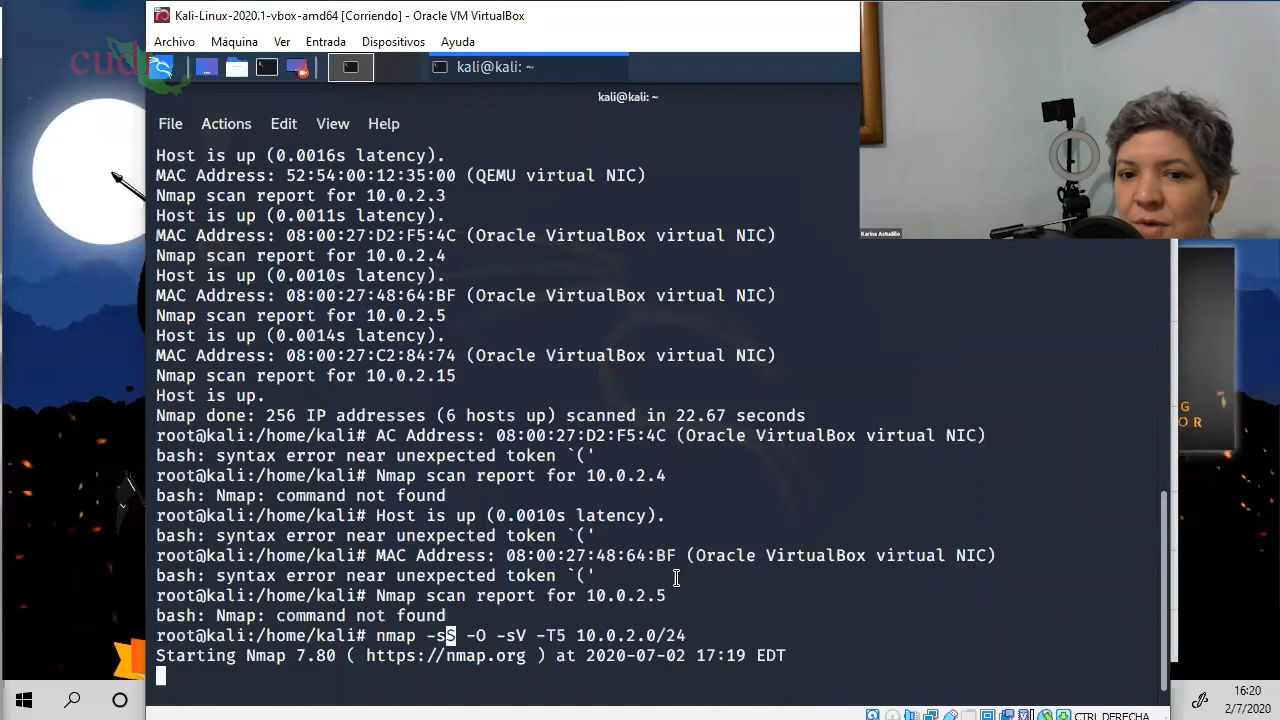 Kali-Linux-2020.1-vbox-amd64 [Corriendo] - Oracle VM VirtualBox
Archivo Máquina Ver Entrada Dispositivos Ayuda
cudi
kali@kali: ~
kali@kali: ~
File Actions Edit View Help
Host is up (0.0016s latency).
MAC Address: 52:54:00:12:35:00 (QEMU virtual NIC)
Nmap scan report for 10.0.2.3
Host is up (0.0011s latency).
MAC Address: 08:00:27:D2:F5:4C (Oracle VirtualBox virtual NIC)
Nmap scan report for 10.0.2.4
Host is up (0.0010s latency).
MAC Address: 08:00:27:48:64:BF (Oracle VirtualBox virtual NIC)
Nmap scan report for 10.0.2.5
Host is up (0.0014s latency).
MAC Address: 08:00:27:C2:84:74 (Oracle VirtualBox virtual NIC)
Nmap scan report for 10.0.2.15
Host is up.
Nmap done: 256 IP addresses (6 hosts up) scanned in 22.67 seconds
root@kali:/home/kali# AC Address: 08:00:27:D2:F5:4C (Oracle VirtualBox virtual NIC)
bash: syntax error near unexpected token `('
root@kali:/home/kali# Nmap scan report for 10.0.2.4
bash: Nmap: command not found
root@kali:/home/kali# Host is up (0.0010s latency).
bash: syntax error near unexpected token `('
root@kali:/home/kali# MAC Address: 08:00:27:48:64:BF (Oracle VirtualBox virtual NIC)
bash: syntax error near unexpected token `('
root@kali:/home/kali# Nmap scan report for 10.0.2.5
bash: Nmap: command not found
root@kali:/home/kali# nmap -sS -O -sV -T5 10.0.2.0/24
Starting Nmap 7.80 ( https://nmap.org ) at 2020-07-02 17:19 EDT
Karina Astudillo
G
OR
CTRL DERECHA
16:20
2/7/2020